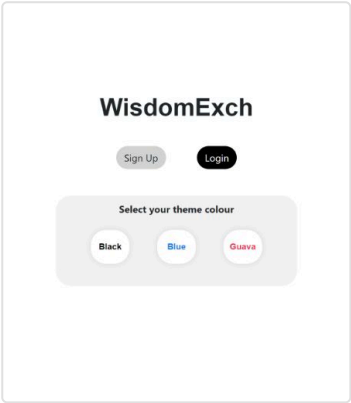 WisdomExch
Sign Up
Login
Select your theme colour
Black
Blue
Guava